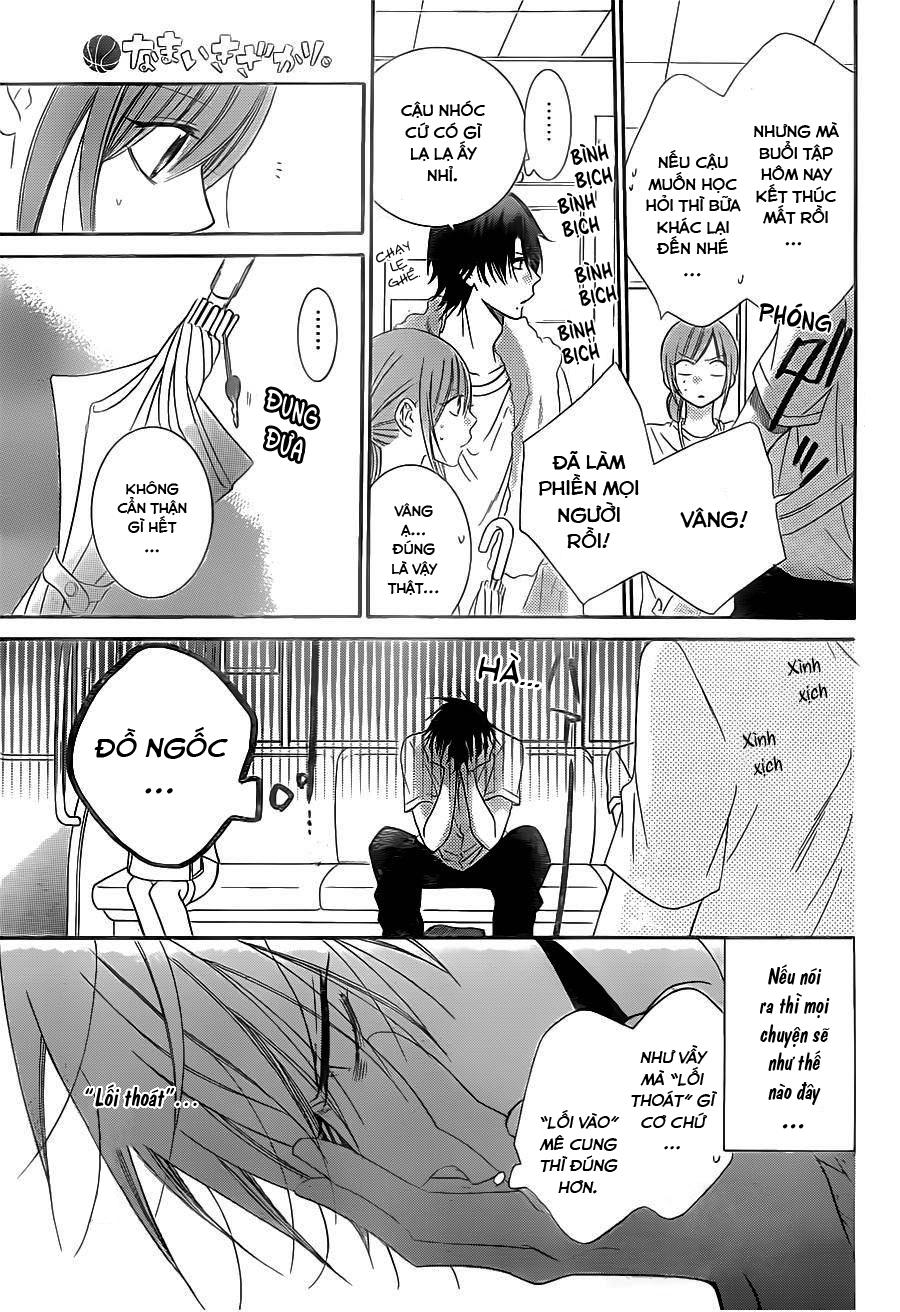 なまいきざかり。
NHƯNG MÀ
BUỔI TẬP
HÔM NAY
KẾT THÚC
MẤT RỒI
...
NẾU CẬU
MUỐN HỌC
HỎI THÌ BỮA
KHÁC LẠI
ĐẾN NHÉ
...
PHÓNG
VÂNG!
ĐÃ LÀM
PHIỀN MỌI
NGƯỜI
RỒI!
BÌNH
BỊCH
BÌNH
BỊCH
BÌNH
BỊCH
BÌNH
BỊCH
......
CẬU NHÓC
CỨ CÓ GÌ
LẠ LẠ ẤY
NHỈ.
CHẠY
LẸ
GHÊ.
VÂNG
Ạ...
ĐÚNG
LÀ VẬY
THẬT...
......
ĐUNG
ĐƯA
KHÔNG
CẨN THẬN
GÌ HẾT
...
Xình
xịch
Xình
xịch
HÀ...
ĐỒ NGỐC
...
Nếu nói
ra thì mọi
chuyện sẽ
như thế
nào đây
...
NHƯ VẦY
MÀ "LỐI
THOÁT" GÌ
CƠ CHỨ
...
"LỐI VÀO"
MÊ CUNG
THÌ ĐÚNG
HƠN.
"Lối thoát"...